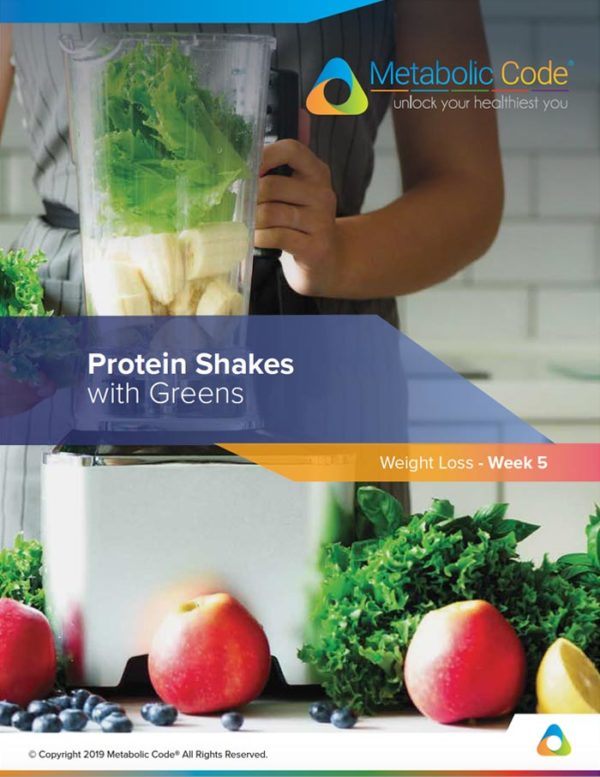 Metabolic Code®
unlock your healthiest you
Protein Shakes
with Greens
Weight Loss - Week 5
© Copyright 2019 Metabolic Code® All Rights Reserved.